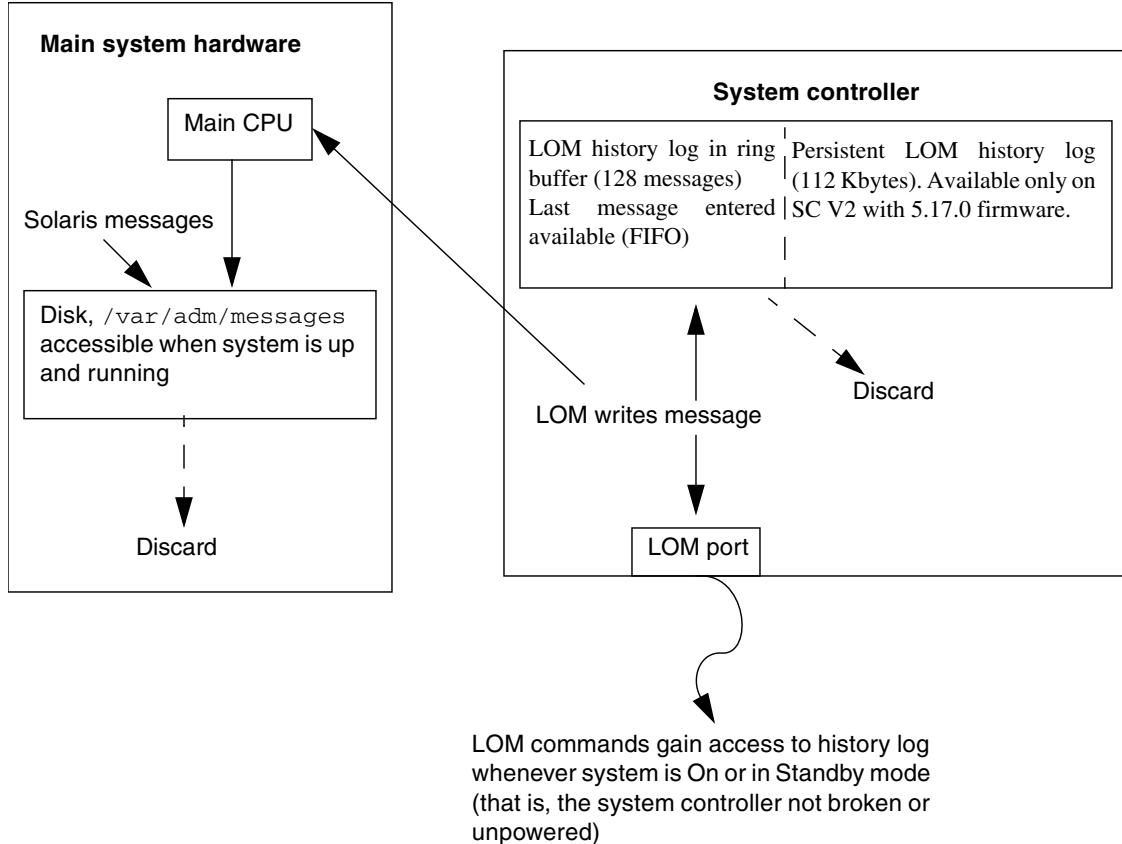 Main system hardware
Main CPU
Solaris messages
Disk, /var/adm/messages
accessible when system is up
and running
Discard
System controller
LOM history log in ring
buffer (128 messages)
Last message entered
available (FIFO)
Persistent LOM history log
(112 Kbytes). Available only on
SC V2 with 5.17.0 firmware.
Discard
LOM writes message
LOM port
LOM commands gain access to history log
whenever system is On or in Standby mode
(that is, the system controller not broken or
unpowered)